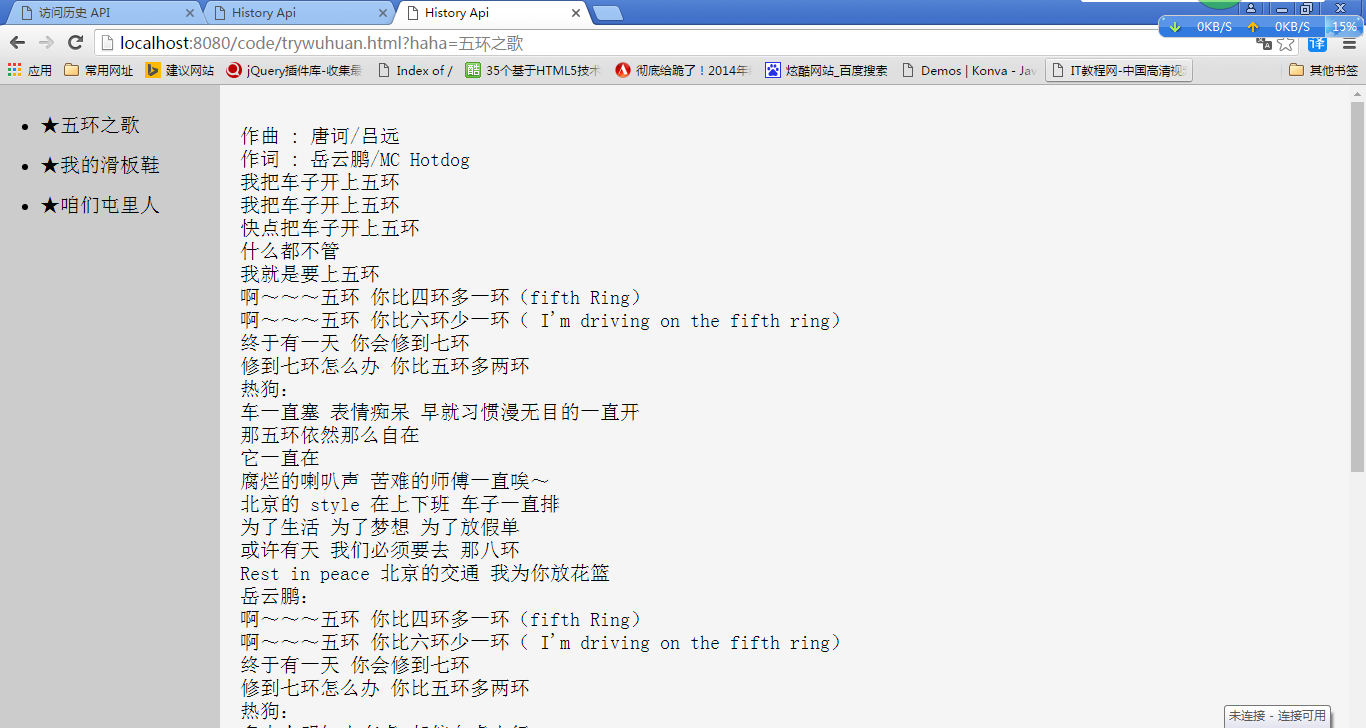 访问历史 API
History Api
History Api
localhost:8080/code/trywuhuan.html?haha=五环之歌
0KB/S
0KB/S
15%
译
应用
常用网址
建议网站
jQuery插件库-收集最
Index of /
酷
35个基于HTML5技术
彻底给跪了！2014年
炫酷网站_百度搜索
Demos | Konva - Jav
IT教程网-中国高清视
其他书签
★五环之歌
★我的滑板鞋
★咱们屯里人
作曲 : 唐诃/吕远
作词 : 岳云鹏/MC Hotdog
我把车子开上五环
我把车子开上五环
快点把车子开上五环
什么都不管
我就是要上五环
啊～～～五环 你比四环多一环（fifth Ring）
啊～～～五环 你比六环少一环（ I'm driving on the fifth ring）
终于有一天 你会修到七环
修到七环怎么办 你比五环多两环
热狗：
车一直塞 表情痴呆 早就习惯漫无目的一直开
那五环依然那么自在
它一直在
腐烂的喇叭声 苦难的师傅一直唉～
北京的 style 在上下班 车子一直排
为了生活 为了梦想 为了放假单
或许有天 我们必须要去 那八环
Rest in peace 北京的交通 我为你放花篮
岳云鹏：
啊～～～五环 你比四环多一环（fifth Ring）
啊～～～五环 你比六环少一环（ I'm driving on the fifth ring）
终于有一天 你会修到七环
修到七环怎么办 你比五环多两环
热狗：
未连接 - 连接可用